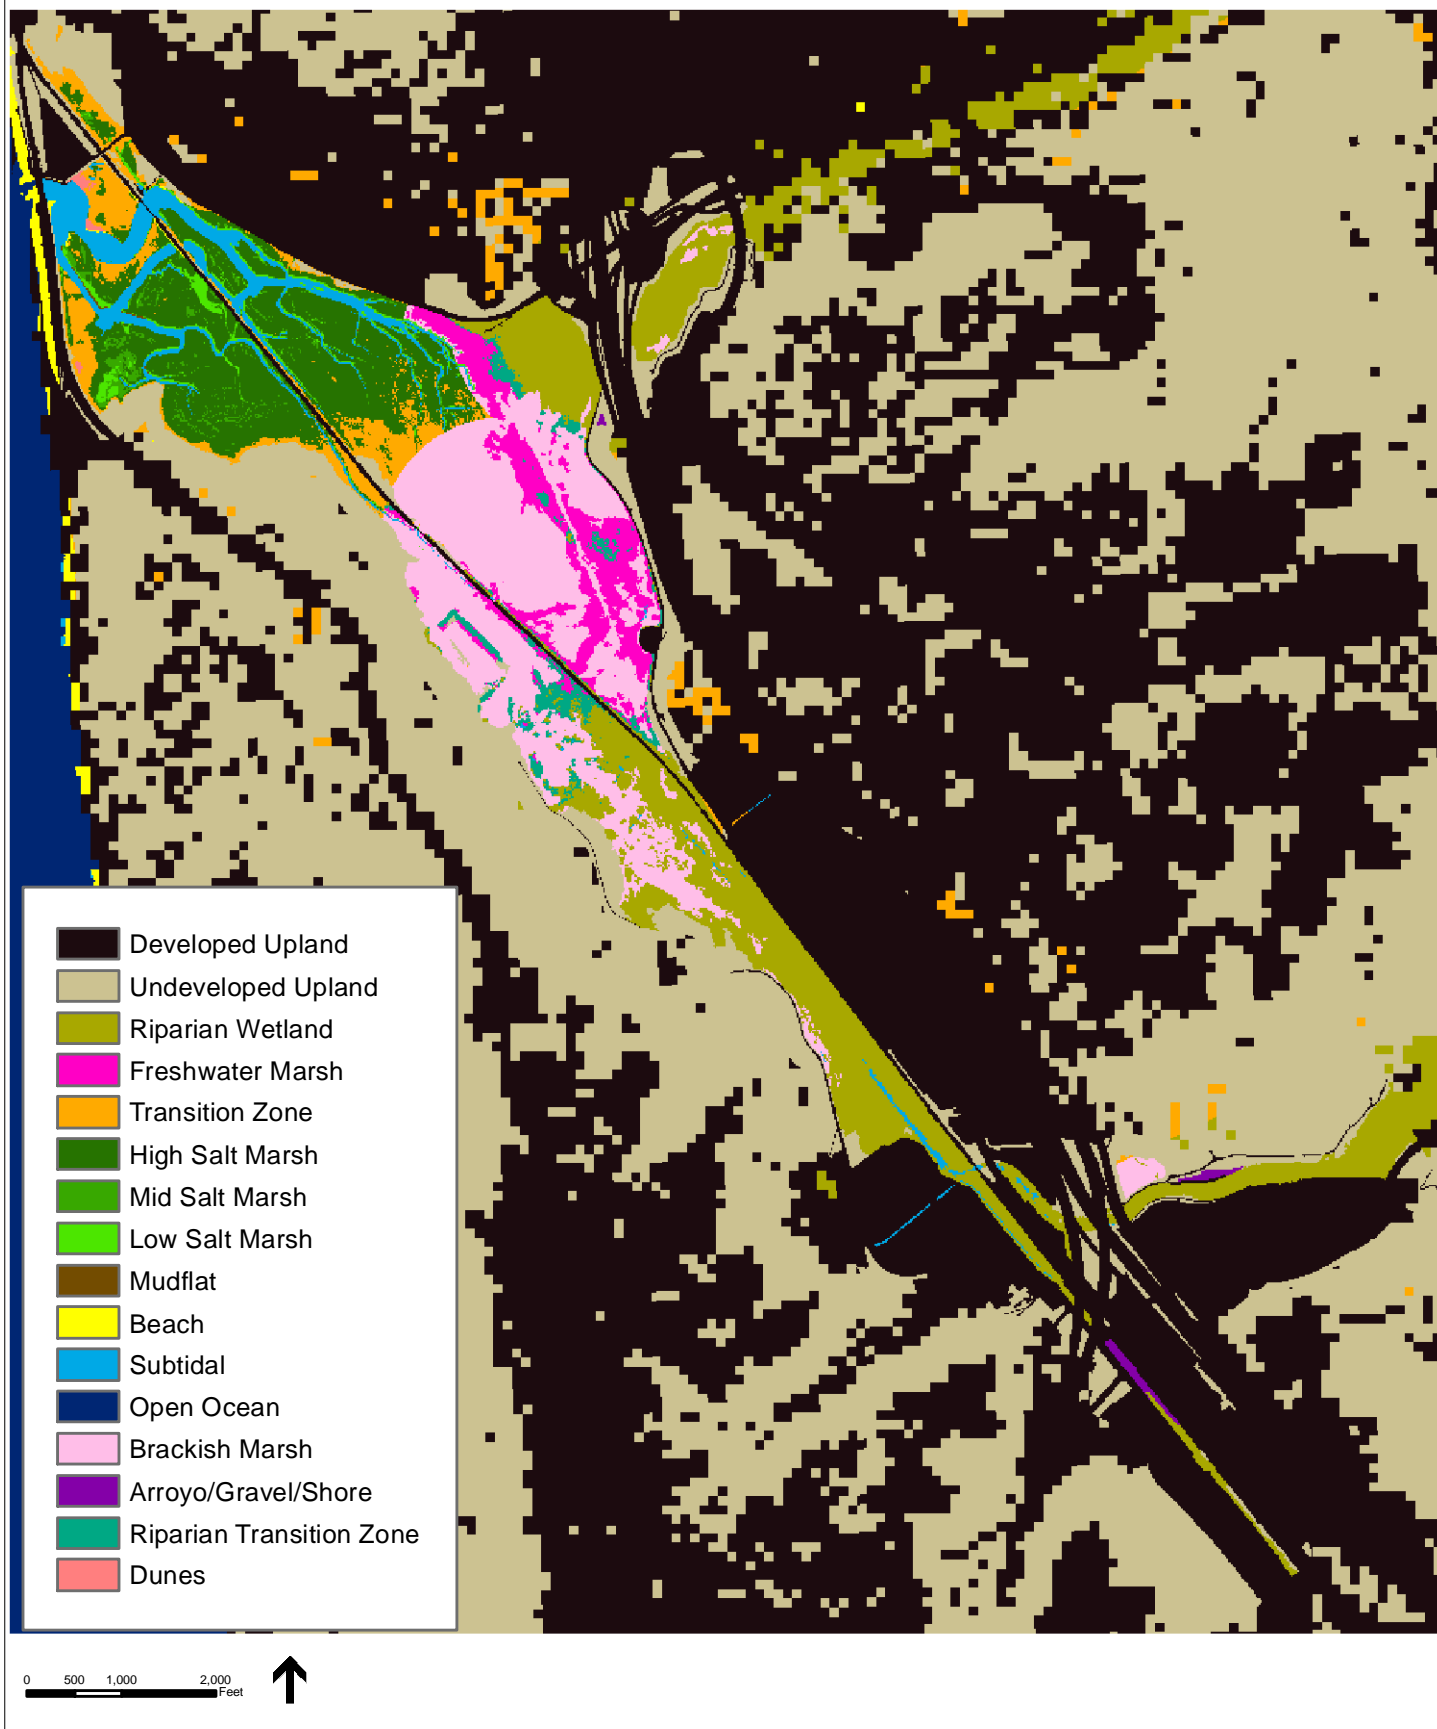 Developed Upland
Undeveloped Upland
Riparian Wetland
Freshwater Marsh
Transition Zone
High Salt Marsh
Mid Salt Marsh
Low Salt Marsh
Mudflat
Beach
Subtidal
Open Ocean
Brackish Marsh
Arroyo/Gravel/Shore
Riparian Transition Zone
Dunes
0 500 1,000 2,000
Feet